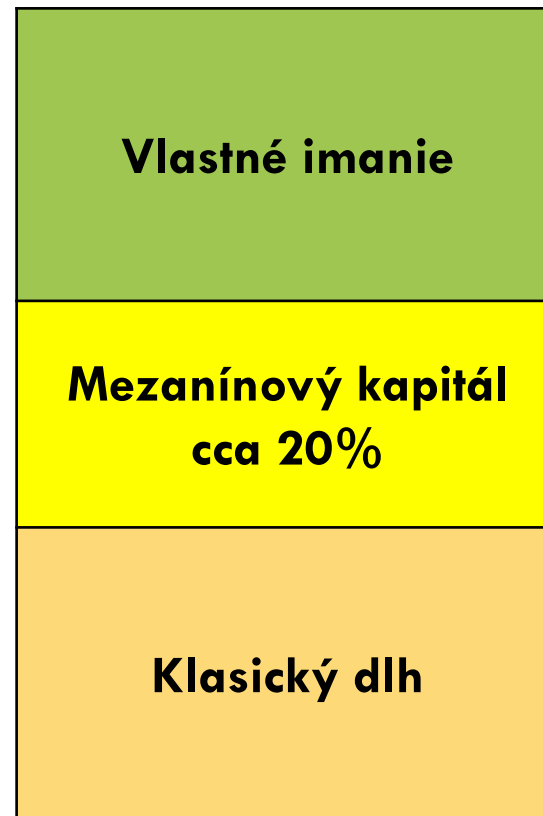 Vlastné imanie
Mezanínový kapitál
cca 20%
Klasický dlh